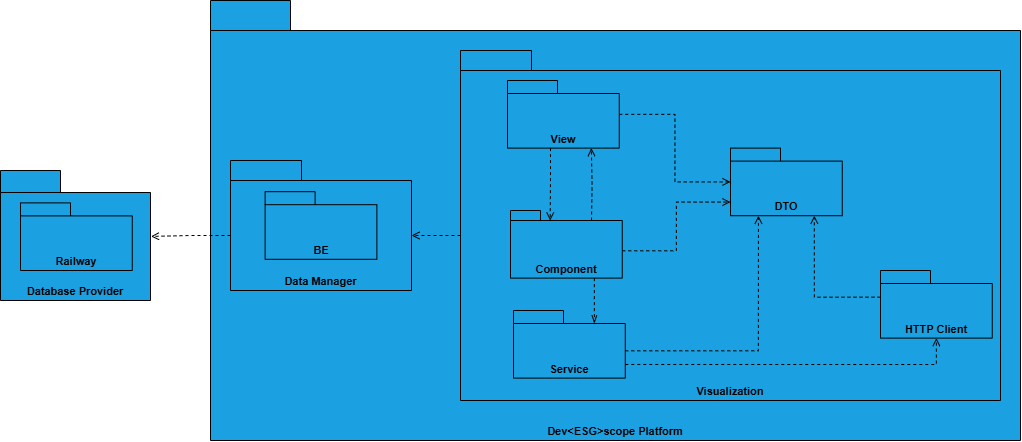 View
DTO
BE
Railway
Component
Data Manager
Database Provider
HTTP Client
Service
Visualization
Dev<ESG>scope Platform